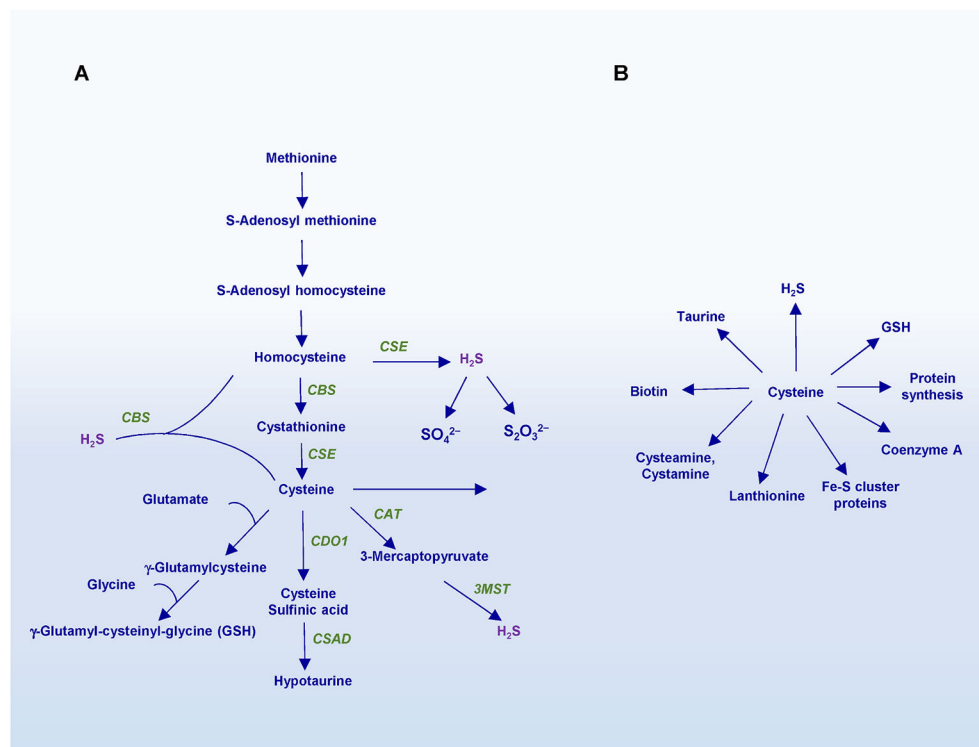 A
B
Methionine
S-Adenosyl methionine
S-Adenosyl homocysteine
Homocysteine
CSE
H₂S
CBS
CBS
H₂S
Cystathionine
SO₄²⁻
S₂O₃²⁻
CSE
Cysteine
Glutamate
CAT
CDO1
3-Mercaptopyruvate
γ-Glutamylcysteine
Glycine
Cysteine
Sulfinic acid
3MST
γ-Glutamyl-cysteinyl-glycine (GSH)
CSAD
H₂S
Hypotaurine
H₂S
Taurine
GSH
Biotin
Cysteine
Protein
synthesis
Cysteamine,
Cystamine
Coenzyme A
Lanthionine
Fe-S cluster
proteins